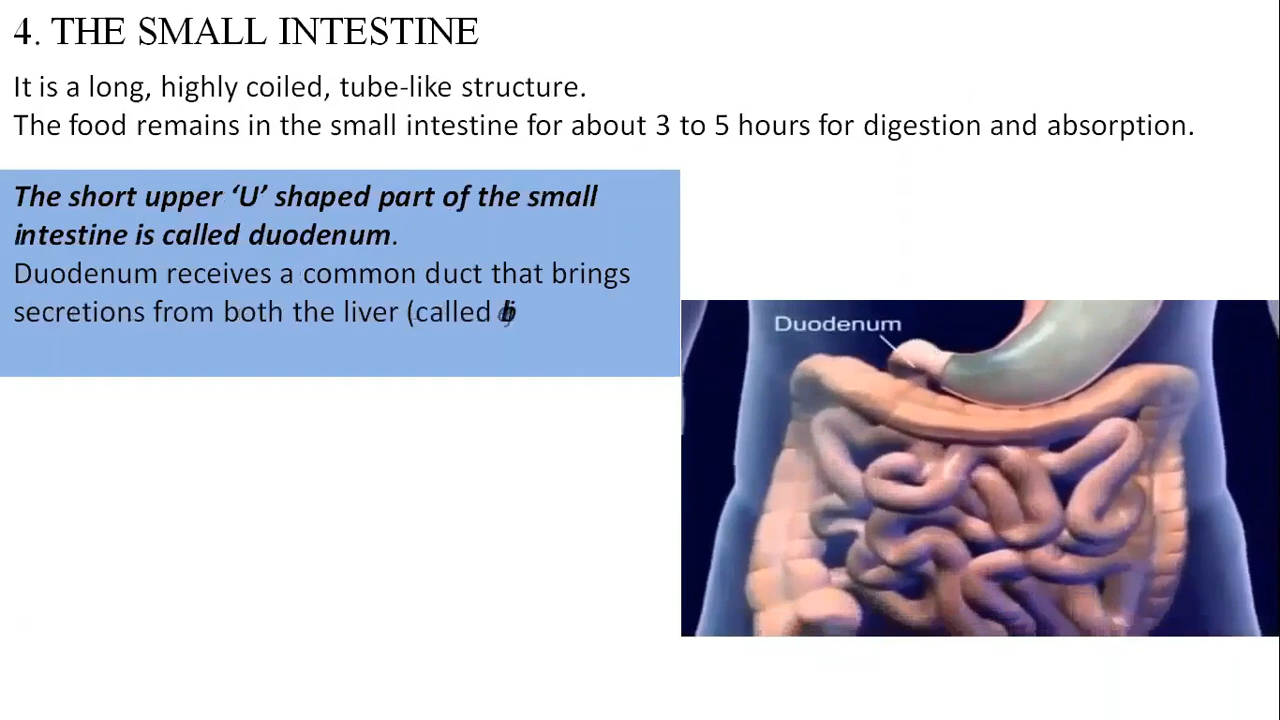 4. THE SMALL INTESTINE
It is a long, highly coiled, tube-like structure.
The food remains in the small intestine for about 3 to 5 hours for digestion and absorption.
The short upper ‘U’ shaped part of the small
intestine is called duodenum.
Duodenum receives a common duct that brings
secretions from both the liver (called
Duodenum